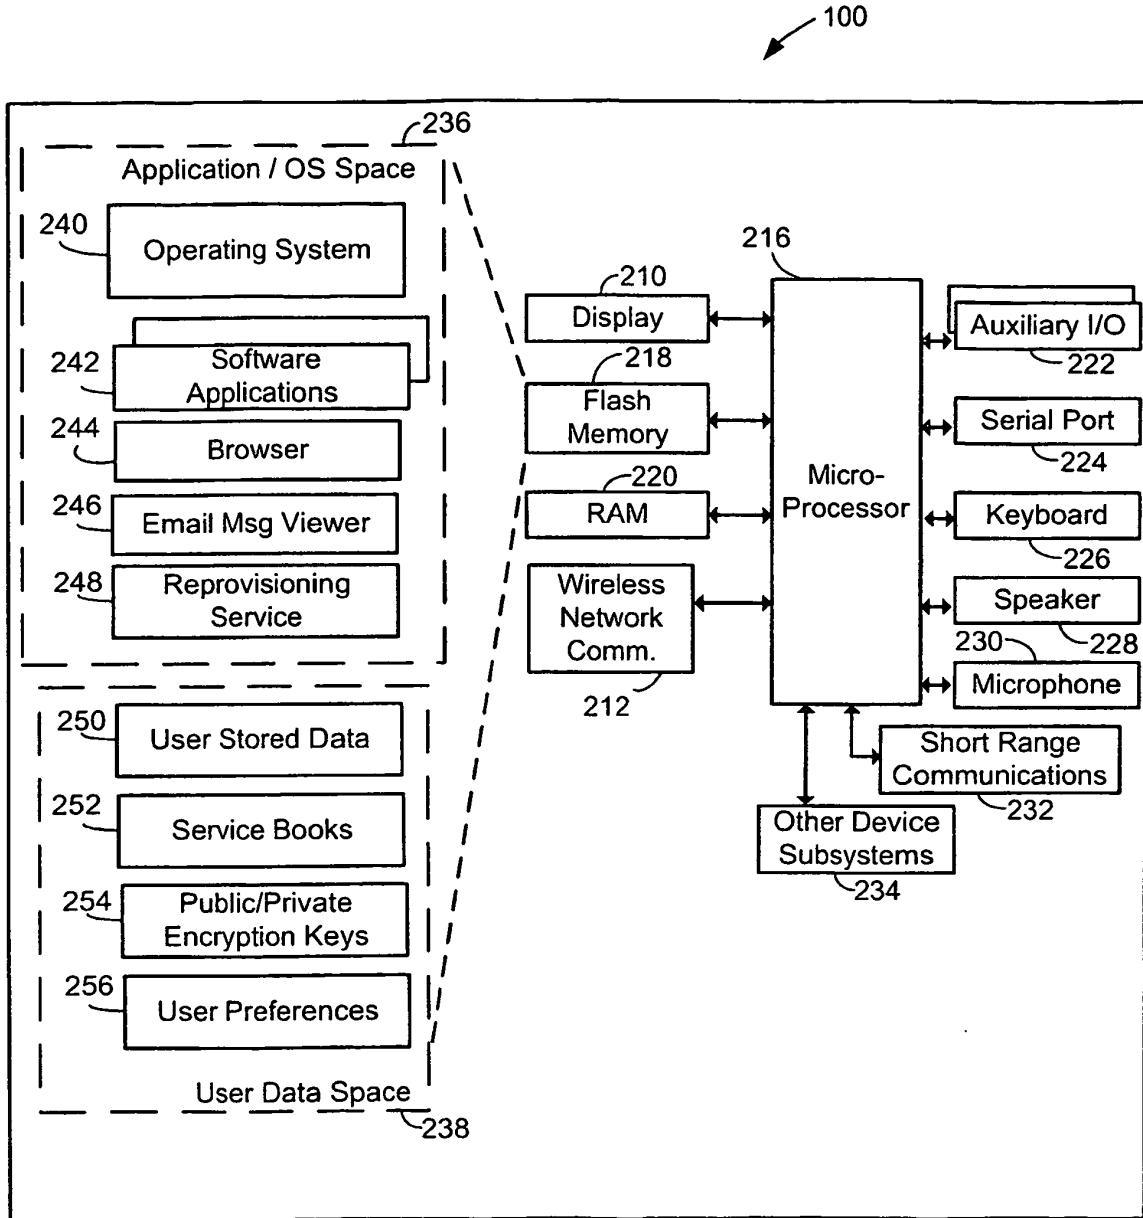 100
236
Application / OS Space
240
Operating System
242
Software
Applications
244
Browser
246
Email Msg Viewer
248
Reprovisioning
Service
250
User Stored Data
252
Service Books
254
Public/Private
Encryption Keys
256
User Preferences
User Data Space
238
210
Display
218
Flash
Memory
220
RAM
Wireless
Network
Comm.
212
216
Micro-
Processor
Auxiliary I/O
222
Serial Port
224
Keyboard
226
Speaker
228
230
Microphone
Short Range
Communications
232
Other Device
Subsystems
234